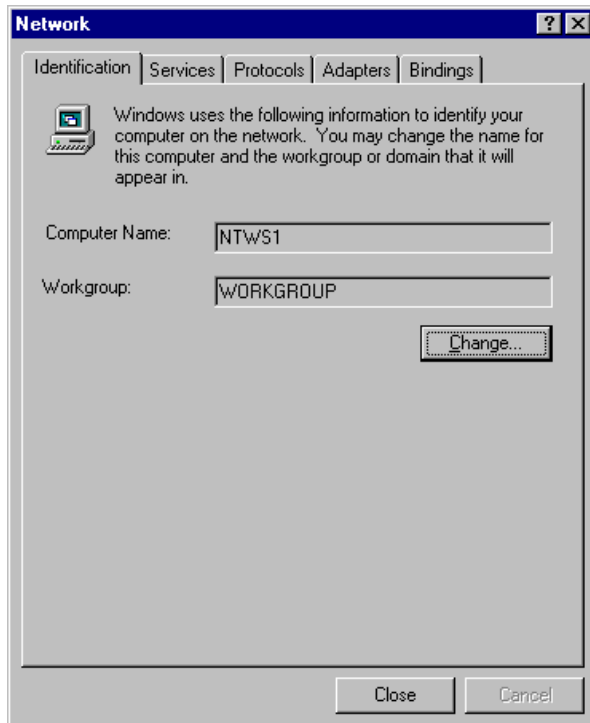 Network
Identification Services Protocols Adapters Bindings
Windows uses the following information to identify your
computer on the network. You may change the name for
this computer and the workgroup or domain that it will
appear in.
Computer Name: NTWS1
Workgroup: WORKGROUP
Change...
Close Cancel